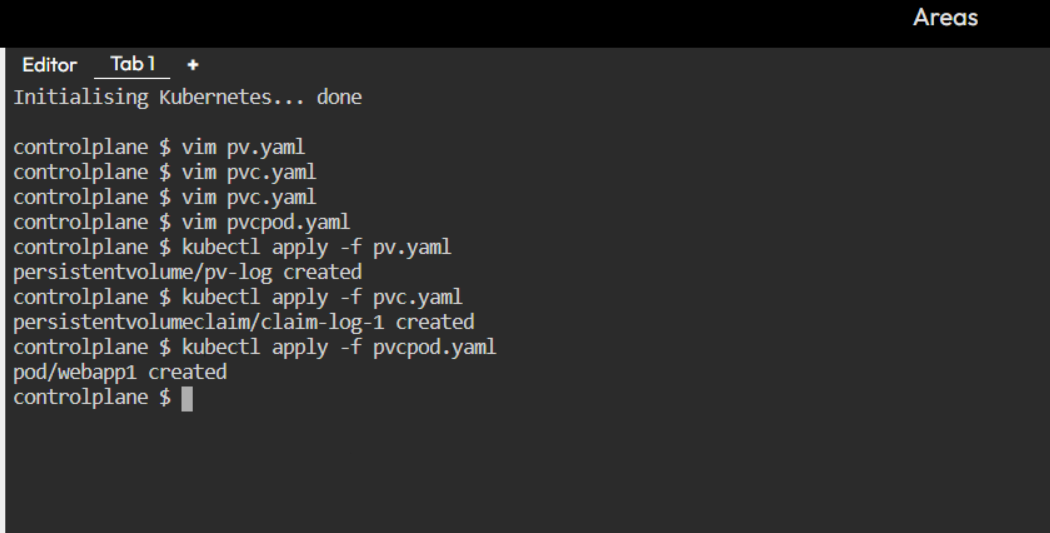 Areas
Editor Tab 1 +
Initialising Kubernetes... done
controlplane $ vim pv.yaml
controlplane $ vim pvc.yaml
controlplane $ vim pvc.yaml
controlplane $ vim pvcpod.yaml
controlplane $ kubectl apply -f pv.yaml
persistentvolume/pv-log created
controlplane $ kubectl apply -f pvc.yaml
persistentvolumeclaim/claim-log-1 created
controlplane $ kubectl apply -f pvcpod.yaml
pod/webapp1 created
controlplane $